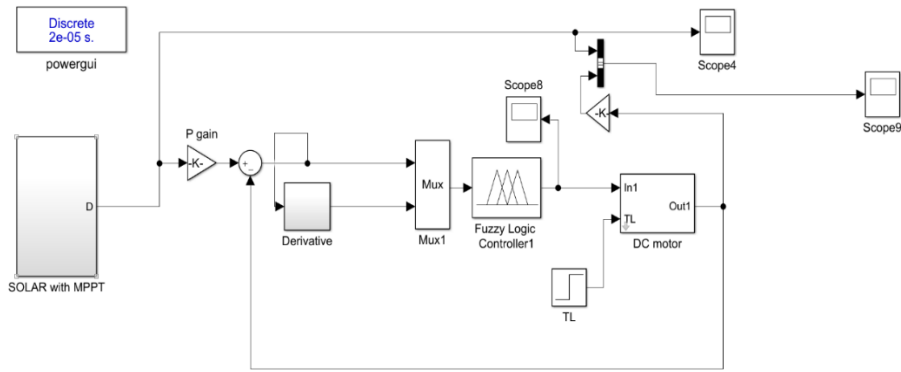 Discrete
2e-05 s.
powergui
Scope4
Scope8
Scope9
-K-
P gain
-K-
+
-
D
SOLAR with MPPT
Derivative
Mux
Mux1
Fuzzy Logic
Controller1
In1
TL
Out1
DC motor
TL